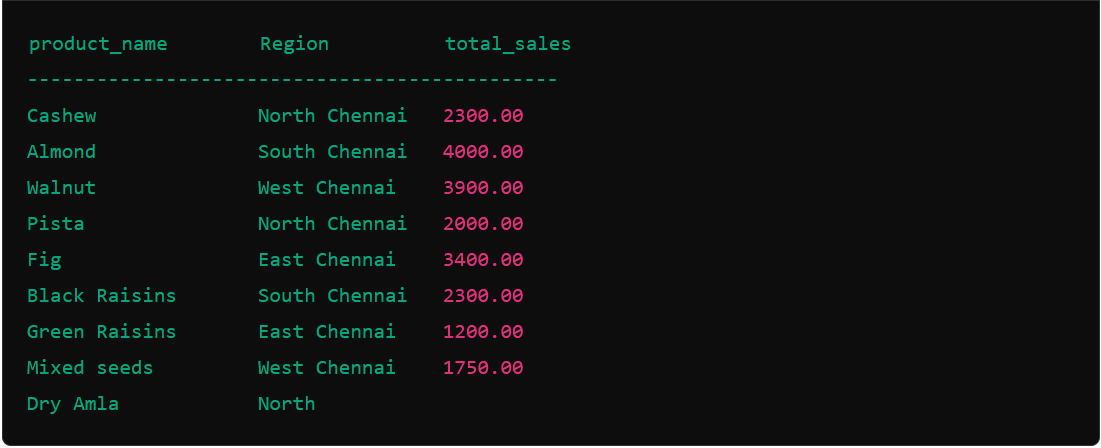 product_name Region total_sales
----------------------------------------------
Cashew North Chennai 2300.00
Almond South Chennai 4000.00
Walnut West Chennai 3900.00
Pista North Chennai 2000.00
Fig East Chennai 3400.00
Black Raisins South Chennai 2300.00
Green Raisins East Chennai 1200.00
Mixed seeds West Chennai 1750.00
Dry Amla North